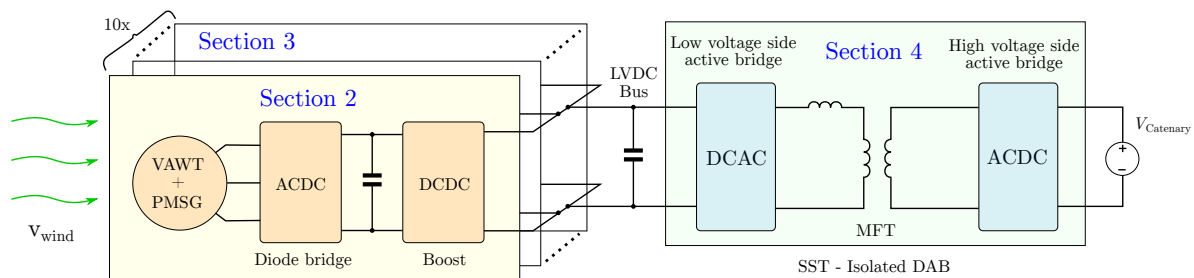 10x
Section 3
Section 2
v_wind
VAWT
+
PMSG
ACDC
DCDC
Diode bridge
Boost
LVDC
Bus
Low voltage side
active bridge
Section 4
High voltage side
active bridge
DCAC
ACDC
MFT
V_Catenary
+
−
SST - Isolated DAB